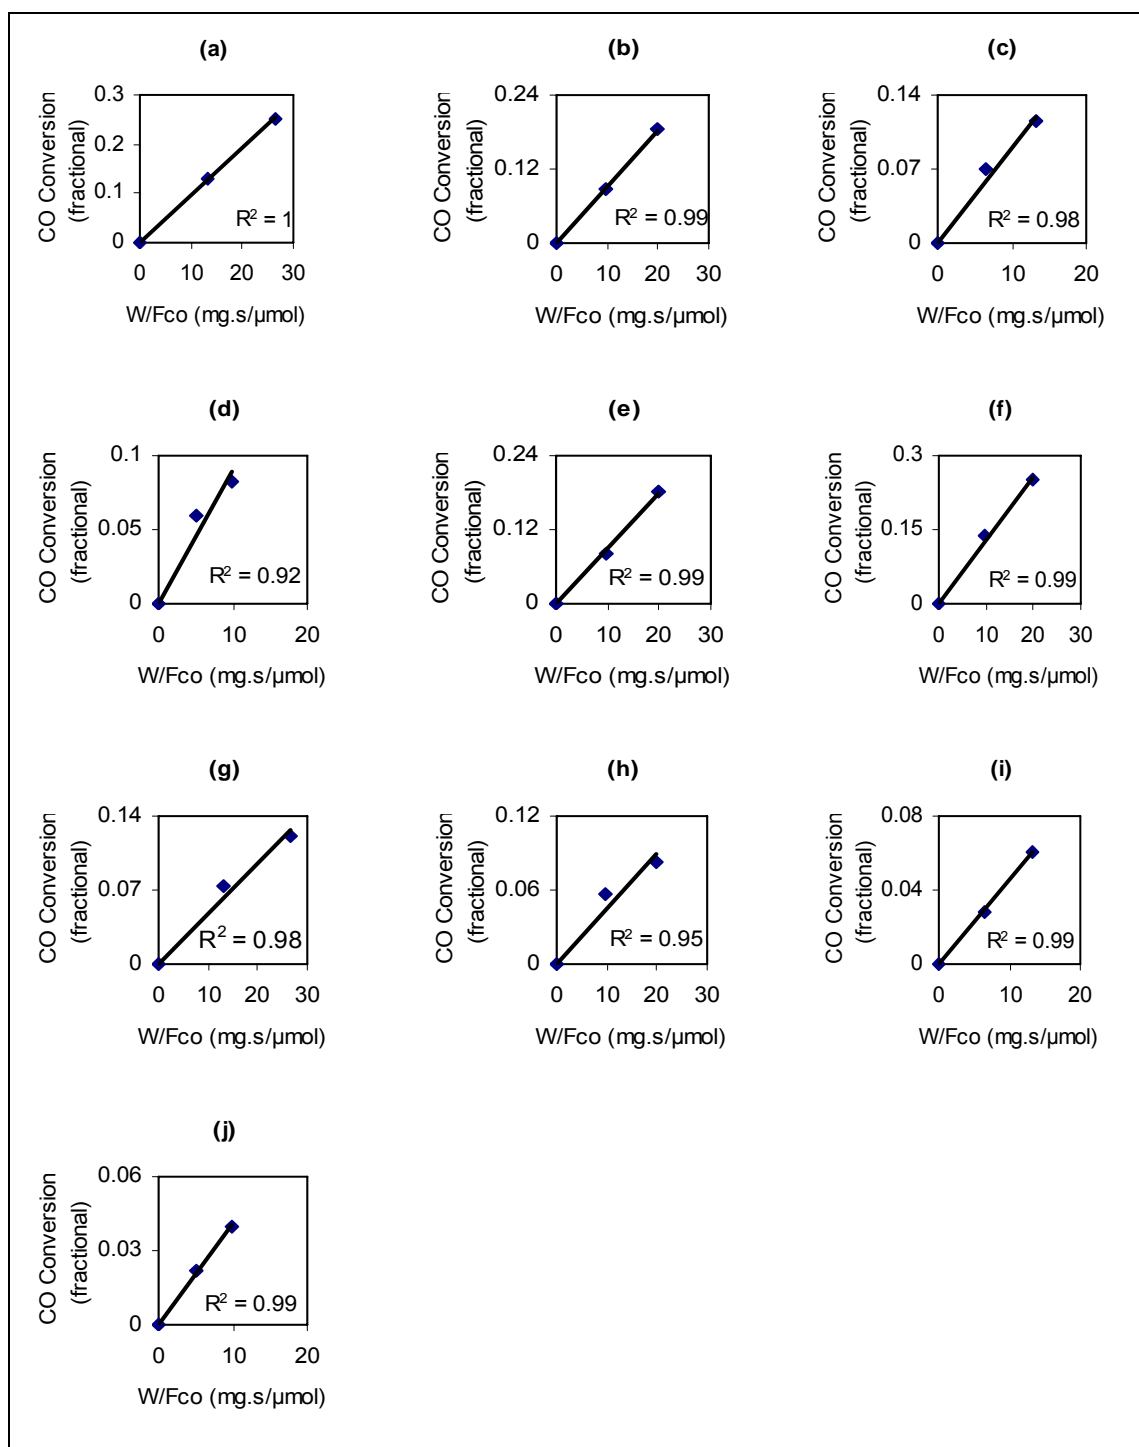 (a)
CO Conversion
(fractional)
0.3
0.2
0.1
0
R² = 1
0 10 20 30
W/Fco (mg.s/µmol)
(b)
CO Conversion
(fractional)
0.24
0.12
0
R² = 0.99
0 10 20 30
W/Fco (mg.s/µmol)
(c)
CO Conversion
(fractional)
0.14
0.07
0
R² = 0.98
0 10 20
W/Fco (mg.s/µmol)
(d)
CO Conversion
(fractional)
0.1
0.05
0
R² = 0.92
0 10 20
W/Fco (mg.s/µmol)
(e)
CO Conversion
(fractional)
0.24
0.12
0
R² = 0.99
0 10 20 30
W/Fco (mg.s/µmol)
(f)
CO Conversion
(fractional)
0.3
0.15
0
R² = 0.99
0 10 20 30
W/Fco (mg.s/µmol)
(g)
CO Conversion
(fractional)
0.14
0.07
0
R² = 0.98
0 10 20 30
W/Fco (mg.s/µmol)
(h)
CO Conversion
(fractional)
0.12
0.06
0
R² = 0.95
0 10 20 30
W/Fco (mg.s/µmol)
(i)
CO Conversion
(fractional)
0.08
0.04
0
R² = 0.99
0 10 20
W/Fco (mg.s/µmol)
(j)
CO Conversion
(fractional)
0.06
0.03
0
R² = 0.99
0 10 20
W/Fco (mg.s/µmol)